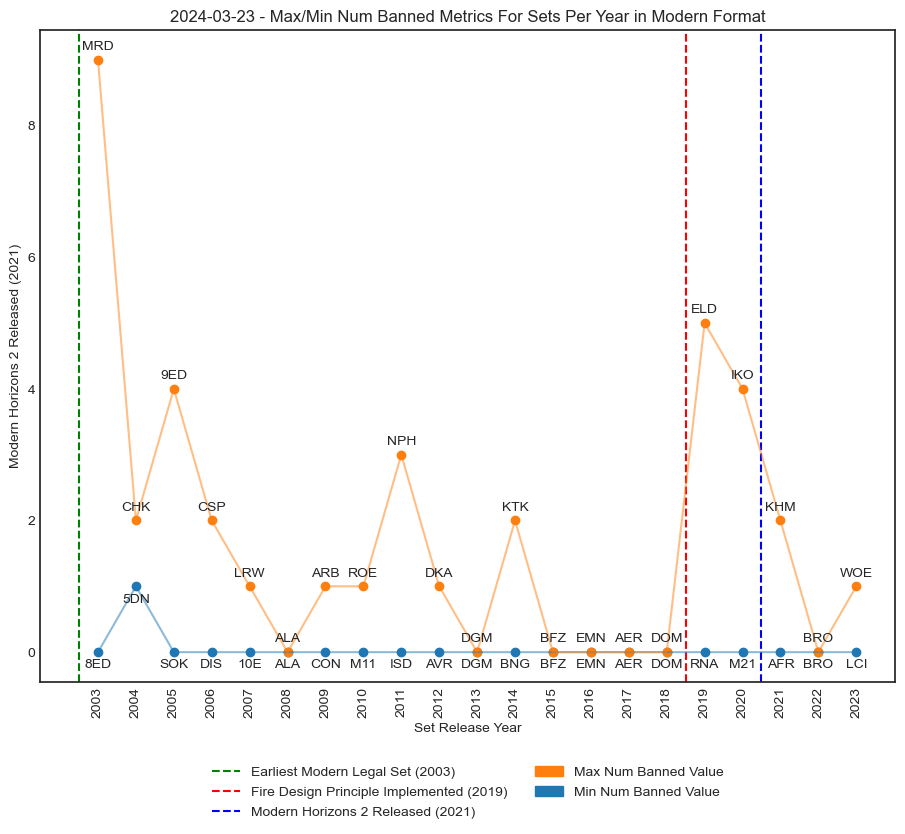 2024-03-23 - Max/Min Num Banned Metrics For Sets Per Year in Modern Format
Modern Horizons 2 Released (2021)
8
6
4
2
0
MRD
ELD
9ED
IKO
NPH
CHK
CSP
KTK
KHM
LRW
ARB
ROE
DKA
WOE
5DN
ALA
DGM
BFZ
EMN
AER
DOM
BRO
8ED
SOK
DIS
10E
ALA
CON
M11
ISD
AVR
DGM
BNG
BFZ
EMN
AER
DOM
RNA
M21
AFR
BRO
LCI
2003
2004
2005
2006
2007
2008
2009
2010
2011
2012
2013
2014
2015
2016
2017
2018
2019
2020
2021
2022
2023
Set Release Year
Earliest Modern Legal Set (2003)
Fire Design Principle Implemented (2019)
Modern Horizons 2 Released (2021)
Max Num Banned Value
Min Num Banned Value